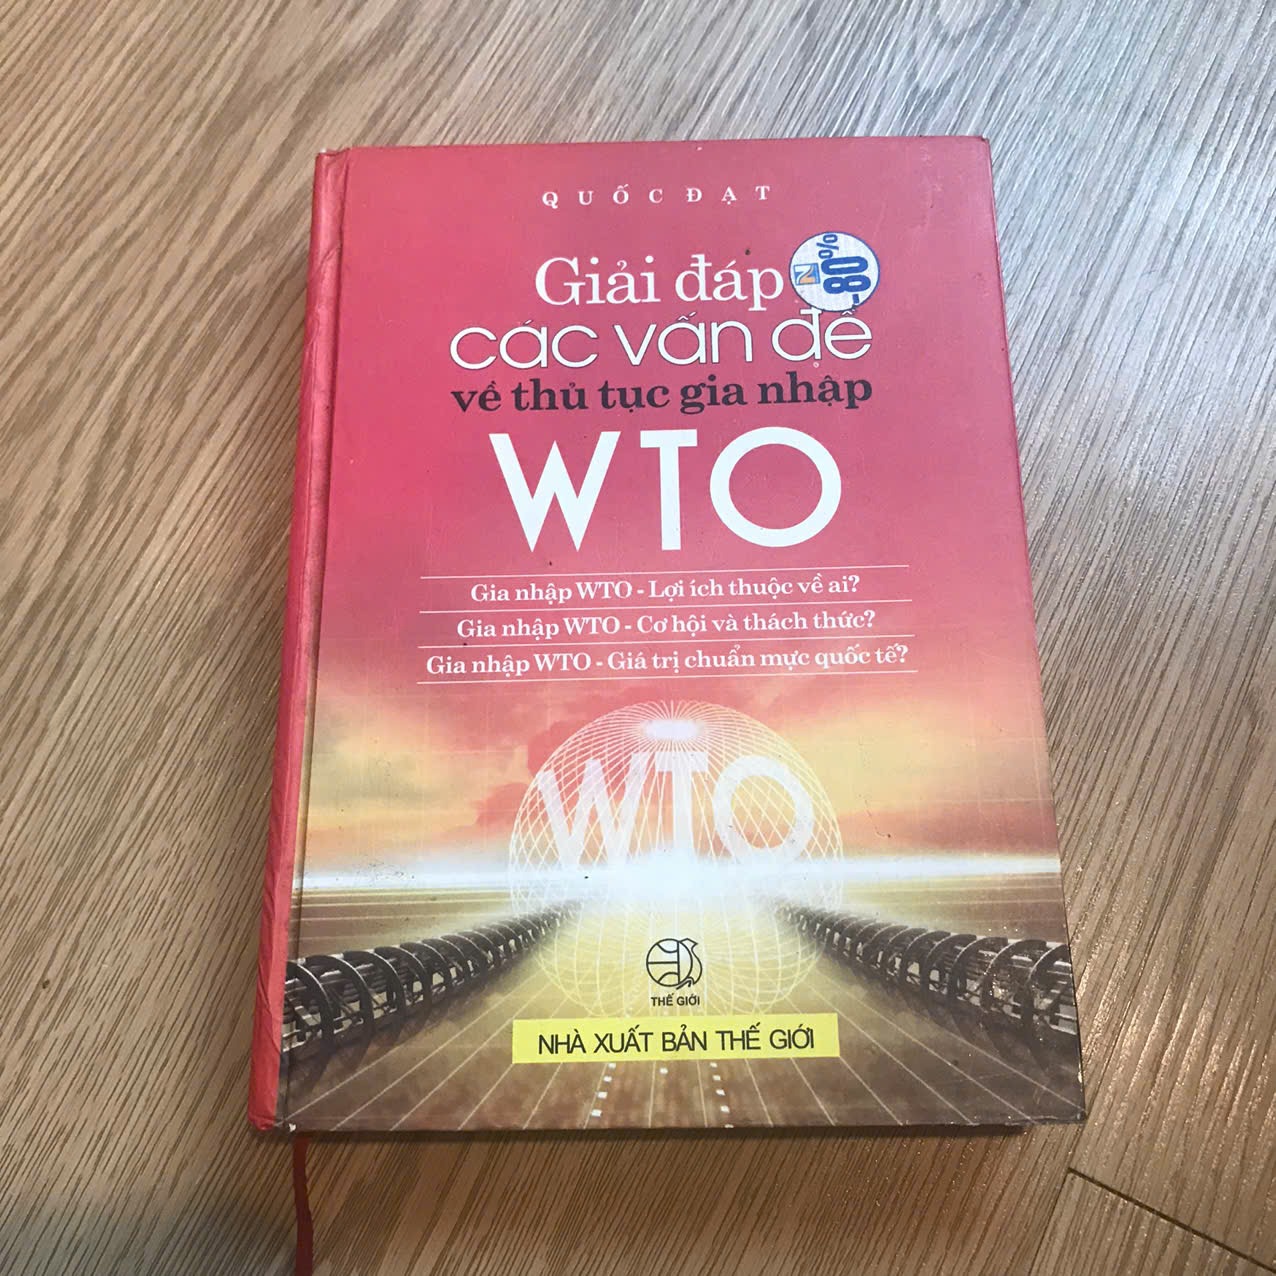 QUỐC ĐẠT
Giải đáp
-80%
N
các vấn đề
về thủ tục gia nhập
WTO
Gia nhập WTO - Lợi ích thuộc về ai?
Gia nhập WTO - Cơ hội và thách thức?
Gia nhập WTO - Giá trị chuẩn mực quốc tế?
WTO
THẾ GIỚI
NHÀ XUẤT BẢN THẾ GIỚI